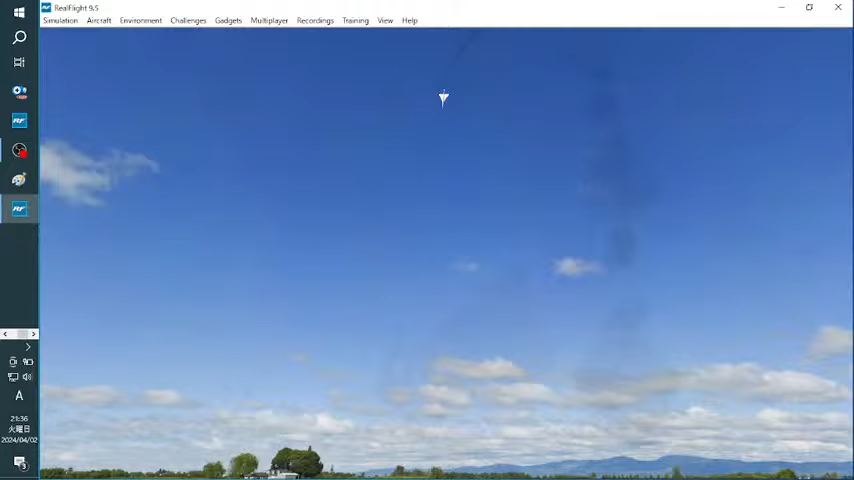 RealFlight 9.5
Simulation Aircraft Environment Challenges Gadgets Multiplayer Recordings Training View Help
RF
RF
A
21:36
火曜日
2024/04/02
3